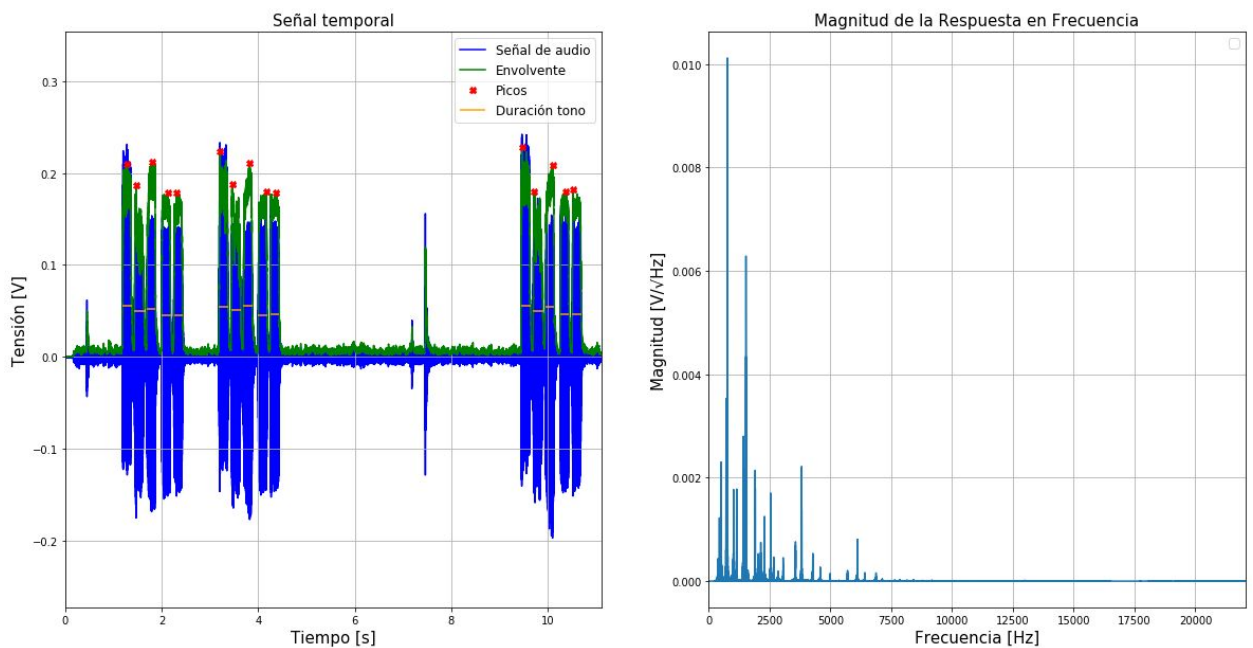 Señal temporal
Señal de audio
Envolvente
Picos
Duración tono
0.3
0.2
0.1
0.0
−0.1
−0.2
Tensión [V]
0 2 4 6 8 10
Tiempo [s]
Magnitud de la Respuesta en Frecuencia
0.010
0.008
0.006
0.004
0.002
0.000
Magnitud [V/√Hz]
0 2500 5000 7500 10000 12500 15000 17500 20000
Frecuencia [Hz]